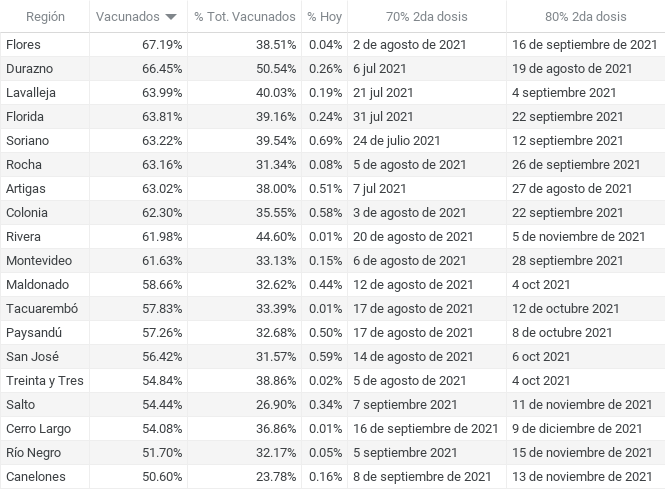 Región Vacunados % Tot. Vacunados % Hoy 70% 2da dosis 80% 2da dosis
Flores 67.19% 38.51% 0.04% 2 de agosto de 2021 16 de septiembre de 2021
Durazno 66.45% 50.54% 0.26% 6 jul 2021 19 de agosto de 2021
Lavalleja 63.99% 40.03% 0.19% 21 jul 2021 4 septiembre 2021
Florida 63.81% 39.16% 0.24% 31 jul 2021 22 septiembre 2021
Soriano 63.22% 39.54% 0.69% 24 de julio 2021 12 septiembre 2021
Rocha 63.16% 31.34% 0.08% 5 de agosto de 2021 26 de septiembre 2021
Artigas 63.02% 38.00% 0.51% 7 jul 2021 27 de agosto de 2021
Colonia 62.30% 35.55% 0.58% 3 de agosto de 2021 22 septiembre 2021
Rivera 61.98% 44.60% 0.01% 20 de agosto de 2021 5 de noviembre de 2021
Montevideo 61.63% 33.13% 0.15% 6 de agosto de 2021 28 septiembre 2021
Maldonado 58.66% 32.62% 0.44% 12 de agosto de 2021 4 oct 2021
Tacuarembó 57.83% 33.39% 0.01% 17 de agosto de 2021 12 de octubre 2021
Paysandú 57.26% 32.68% 0.50% 17 de agosto de 2021 8 de octubre 2021
San José 56.42% 31.57% 0.59% 14 de agosto de 2021 6 oct 2021
Treinta y Tres 54.84% 38.86% 0.02% 5 de agosto de 2021 4 oct 2021
Salto 54.44% 26.90% 0.34% 7 septiembre 2021 11 de noviembre de 2021
Cerro Largo 54.08% 36.86% 0.01% 16 de septiembre de 2021 9 de diciembre de 2021
Río Negro 51.70% 32.17% 0.05% 5 septiembre 2021 15 de noviembre de 2021
Canelones 50.60% 23.78% 0.16% 8 de septiembre de 2021 13 de noviembre de 2021